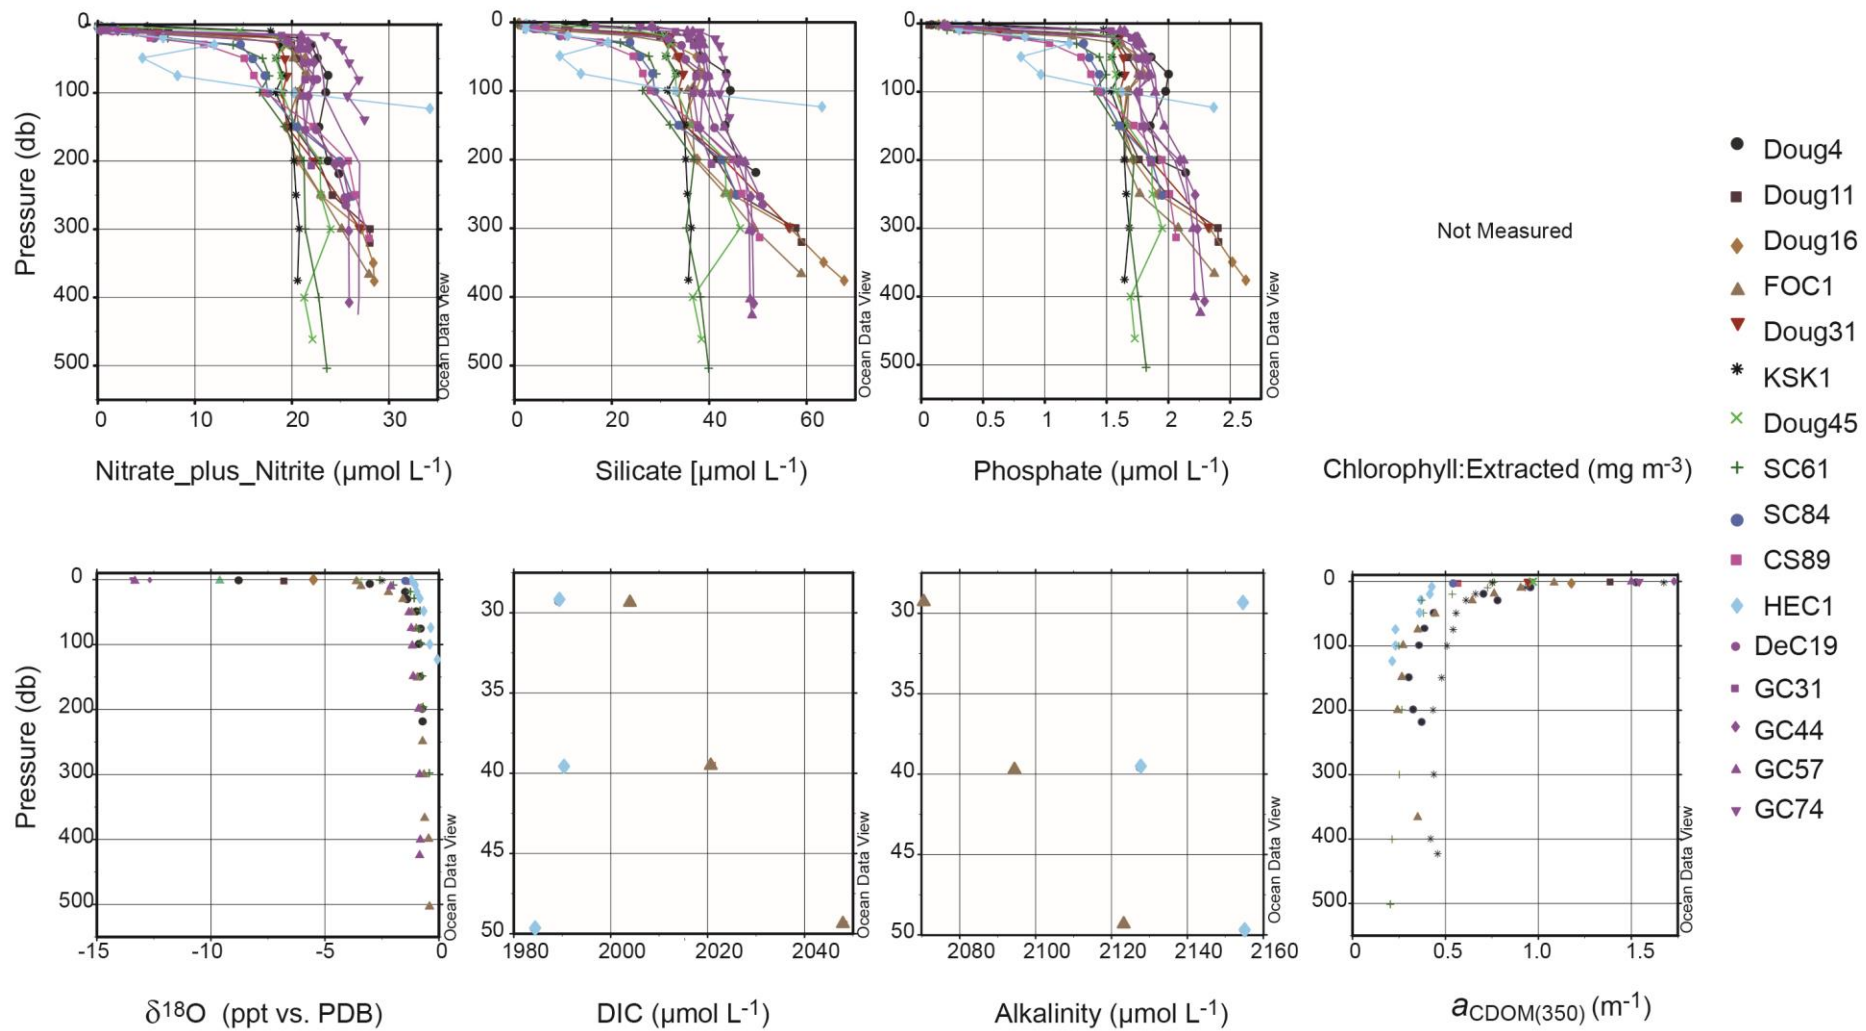 Pressure (db)
0
100
200
300
400
500
0 10 20 30
Nitrate_plus_Nitrite (µmol L-1)
Ocean Data View
0
100
200
300
400
500
0 20 40 60
Silicate [µmol L-1)
Ocean Data View
0
100
200
300
400
500
0 0.5 1 1.5 2 2.5
Phosphate (µmol L-1)
Ocean Data View
Not Measured
Chlorophyll:Extracted (mg m-3)
Doug4
Doug11
Doug16
FOC1
Doug31
KSK1
Doug45
SC61
SC84
CS89
HEC1
DeC19
GC31
GC44
GC57
GC74
Pressure (db)
0
100
200
300
400
500
-15 -10 -5 0
δ18O (ppt vs. PDB)
Ocean Data View
30
35
40
45
50
1980 2000 2020 2040
DIC (µmol L-1)
Ocean Data View
30
35
40
45
50
2080 2100 2120 2140 2160
Alkalinity (µmol L-1)
Ocean Data View
0
100
200
300
400
500
0 0.5 1.0 1.5
aCDOM(350) (m-1)
Ocean Data View